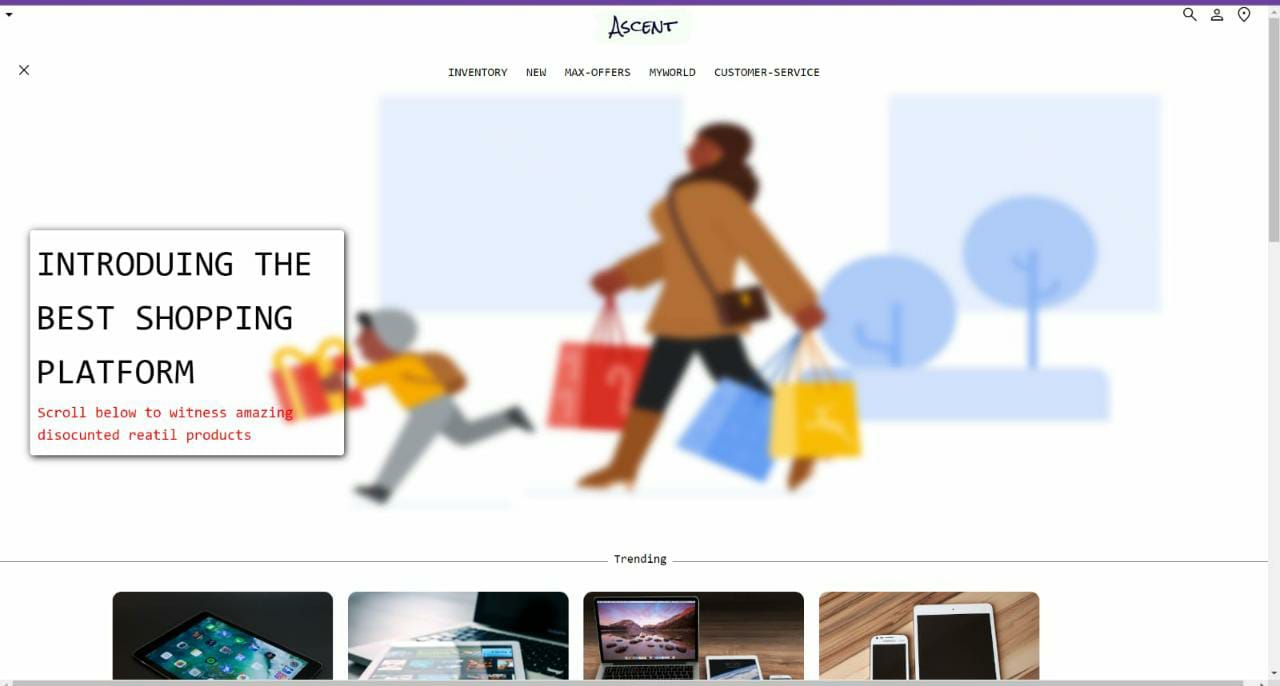 Ascent
INVENTORY NEW MAX-OFFERS MYWORLD CUSTOMER-SERVICE
INTRODUING THE
BEST SHOPPING
PLATFORM
Scroll below to witness amazing
disocunted reatil products
Trending